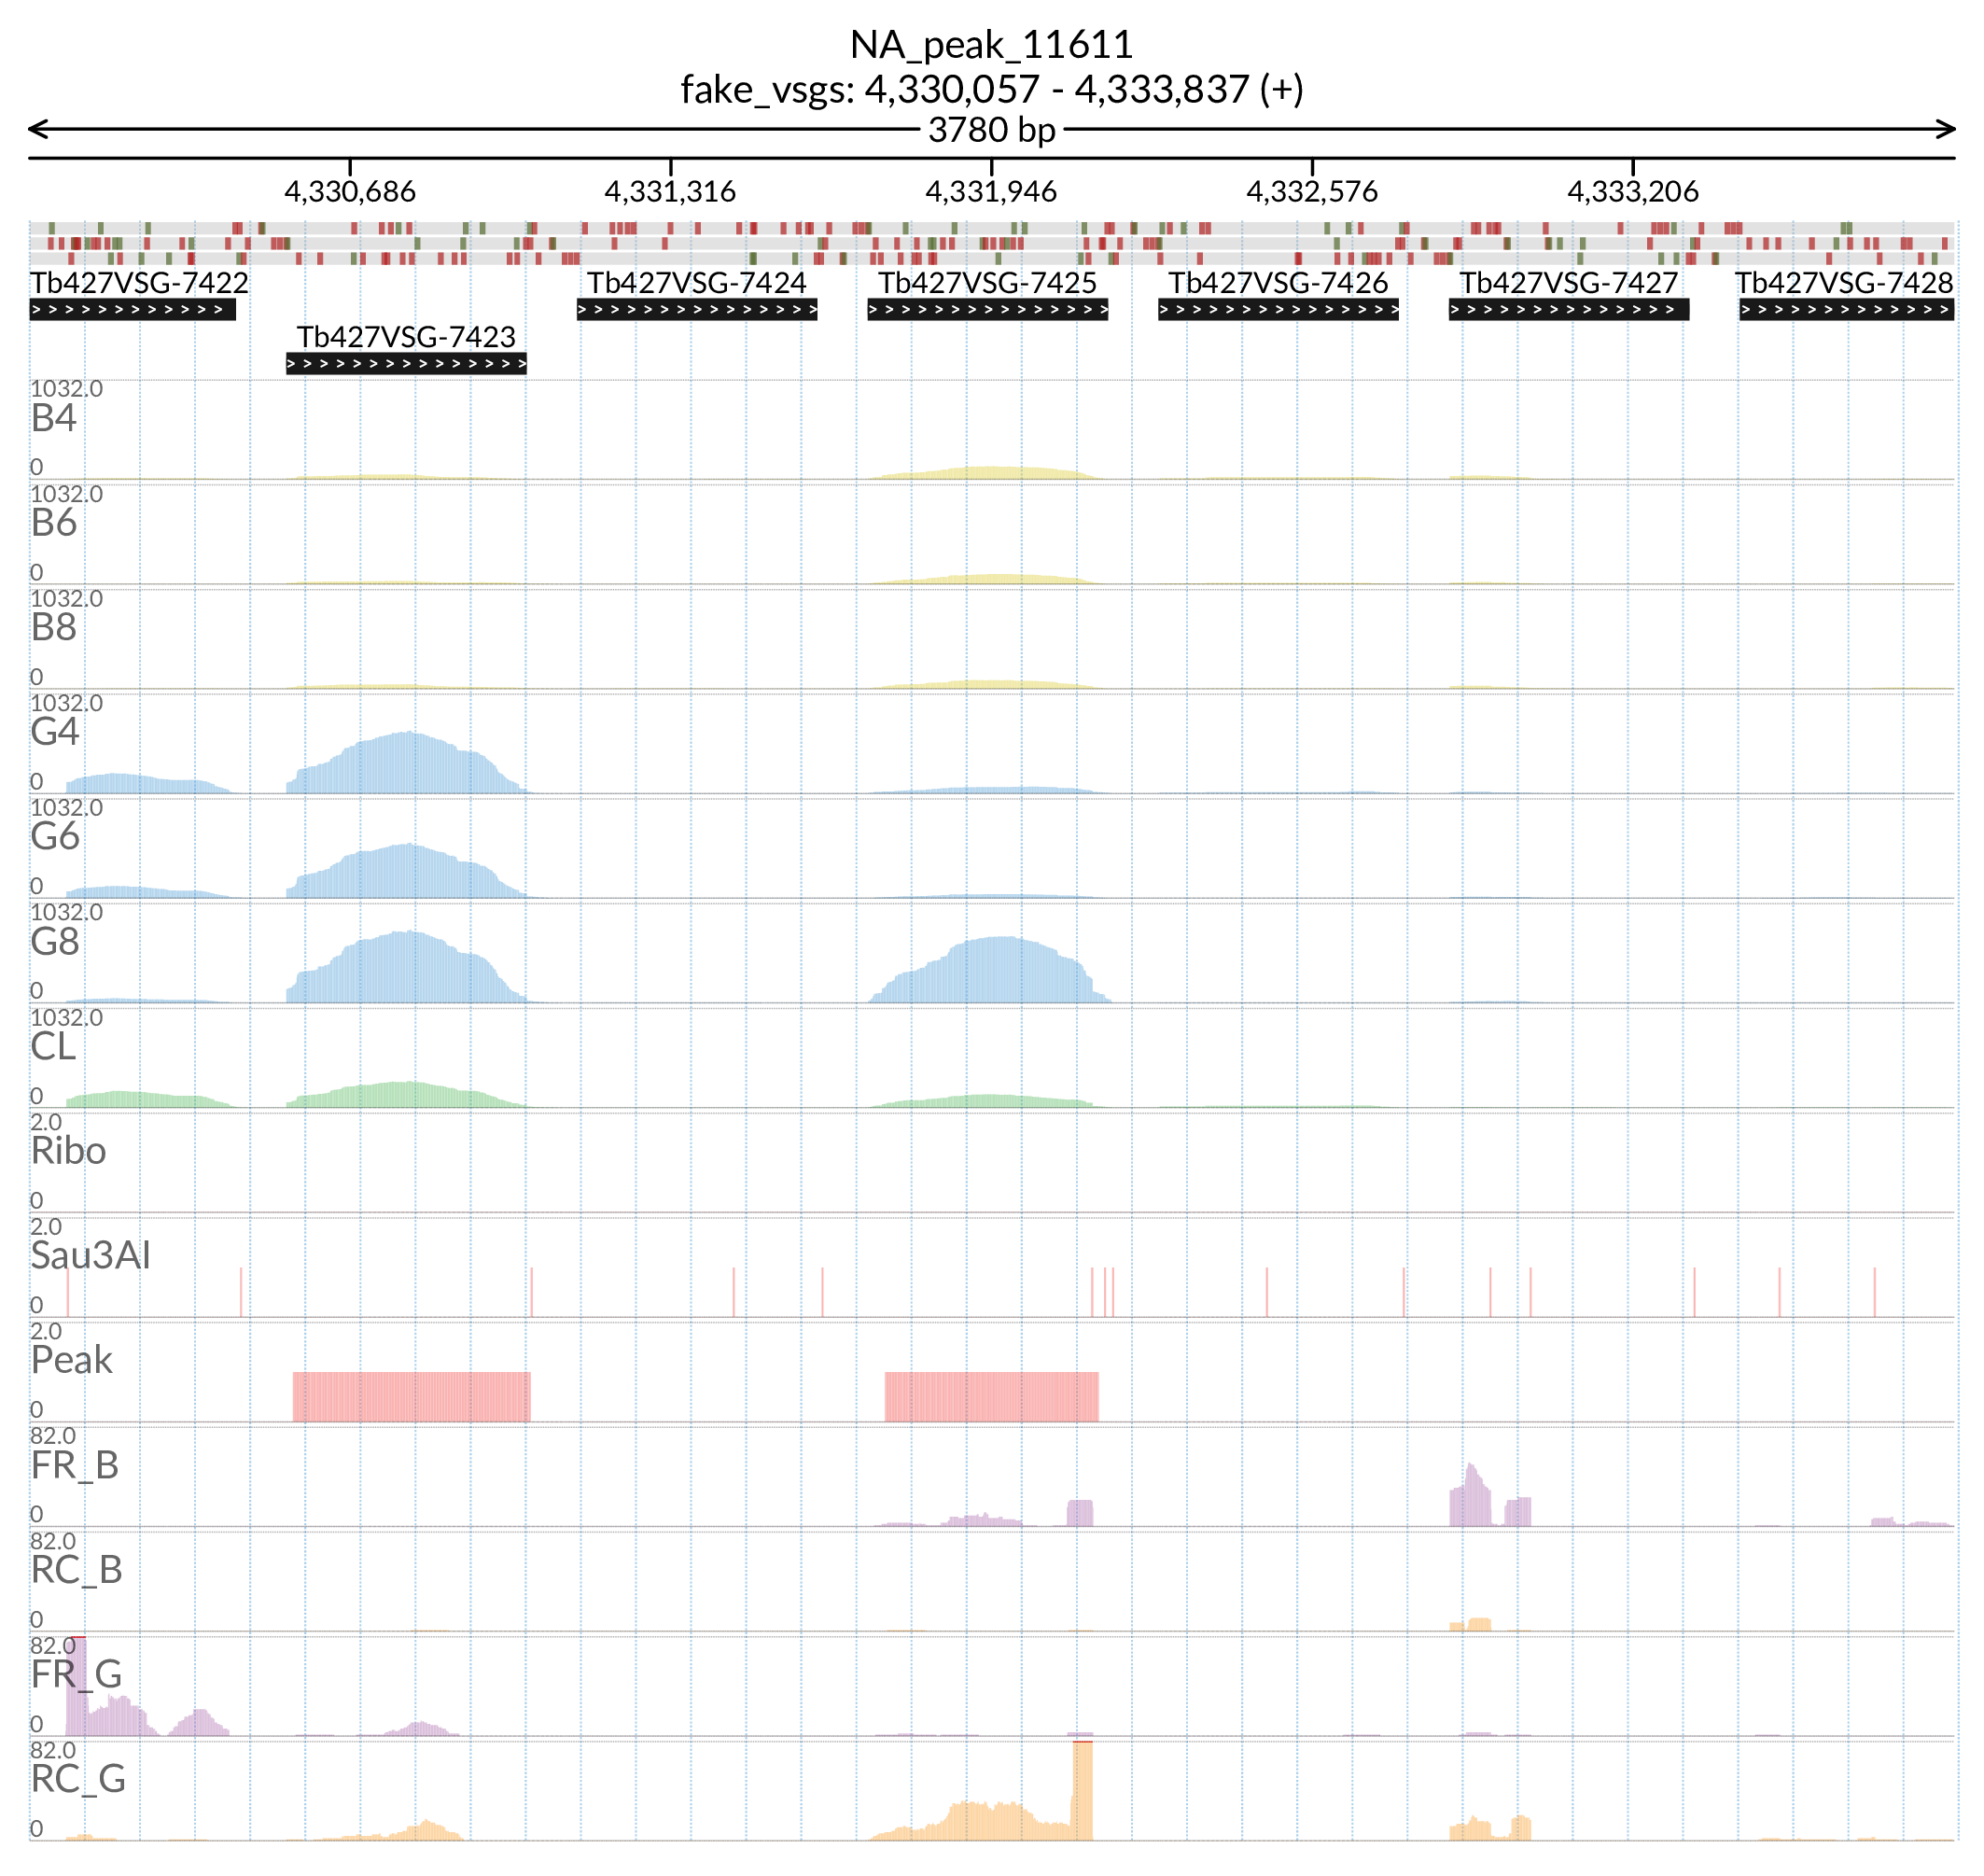 NA_peak_11611
fake_vsgs: 4,330,057 - 4,333,837 (+)
3780 bp
4,330,686 4,331,316 4,331,946 4,332,576 4,333,206
Tb427VSG-7422 Tb427VSG-7424 Tb427VSG-7425 Tb427VSG-7426 Tb427VSG-7427 Tb427VSG-7428
Tb427VSG-7423
1032.0
B4
0
1032.0
B6
0
1032.0
B8
0
1032.0
G4
0
1032.0
G6
0
1032.0
G8
0
1032.0
CL
0
2.0
Ribo
0
2.0
Sau3AI
0
2.0
Peak
0
82.0
FR_B
0
82.0
RC_B
0
82.0
FR_G
0
82.0
RC_G
0